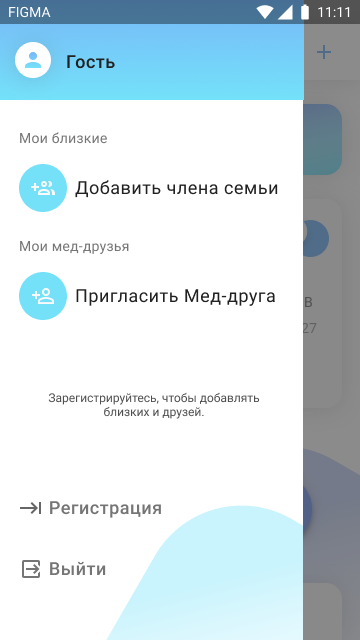 FIGMA 11:11
Гость
Мои близкие
Добавить члена семьи
Мои мед-друзья
Пригласить Мед-друга
В
27
Зарегистрируйтесь, чтобы добавлять
близких и друзей.
Регистрация
Выйти